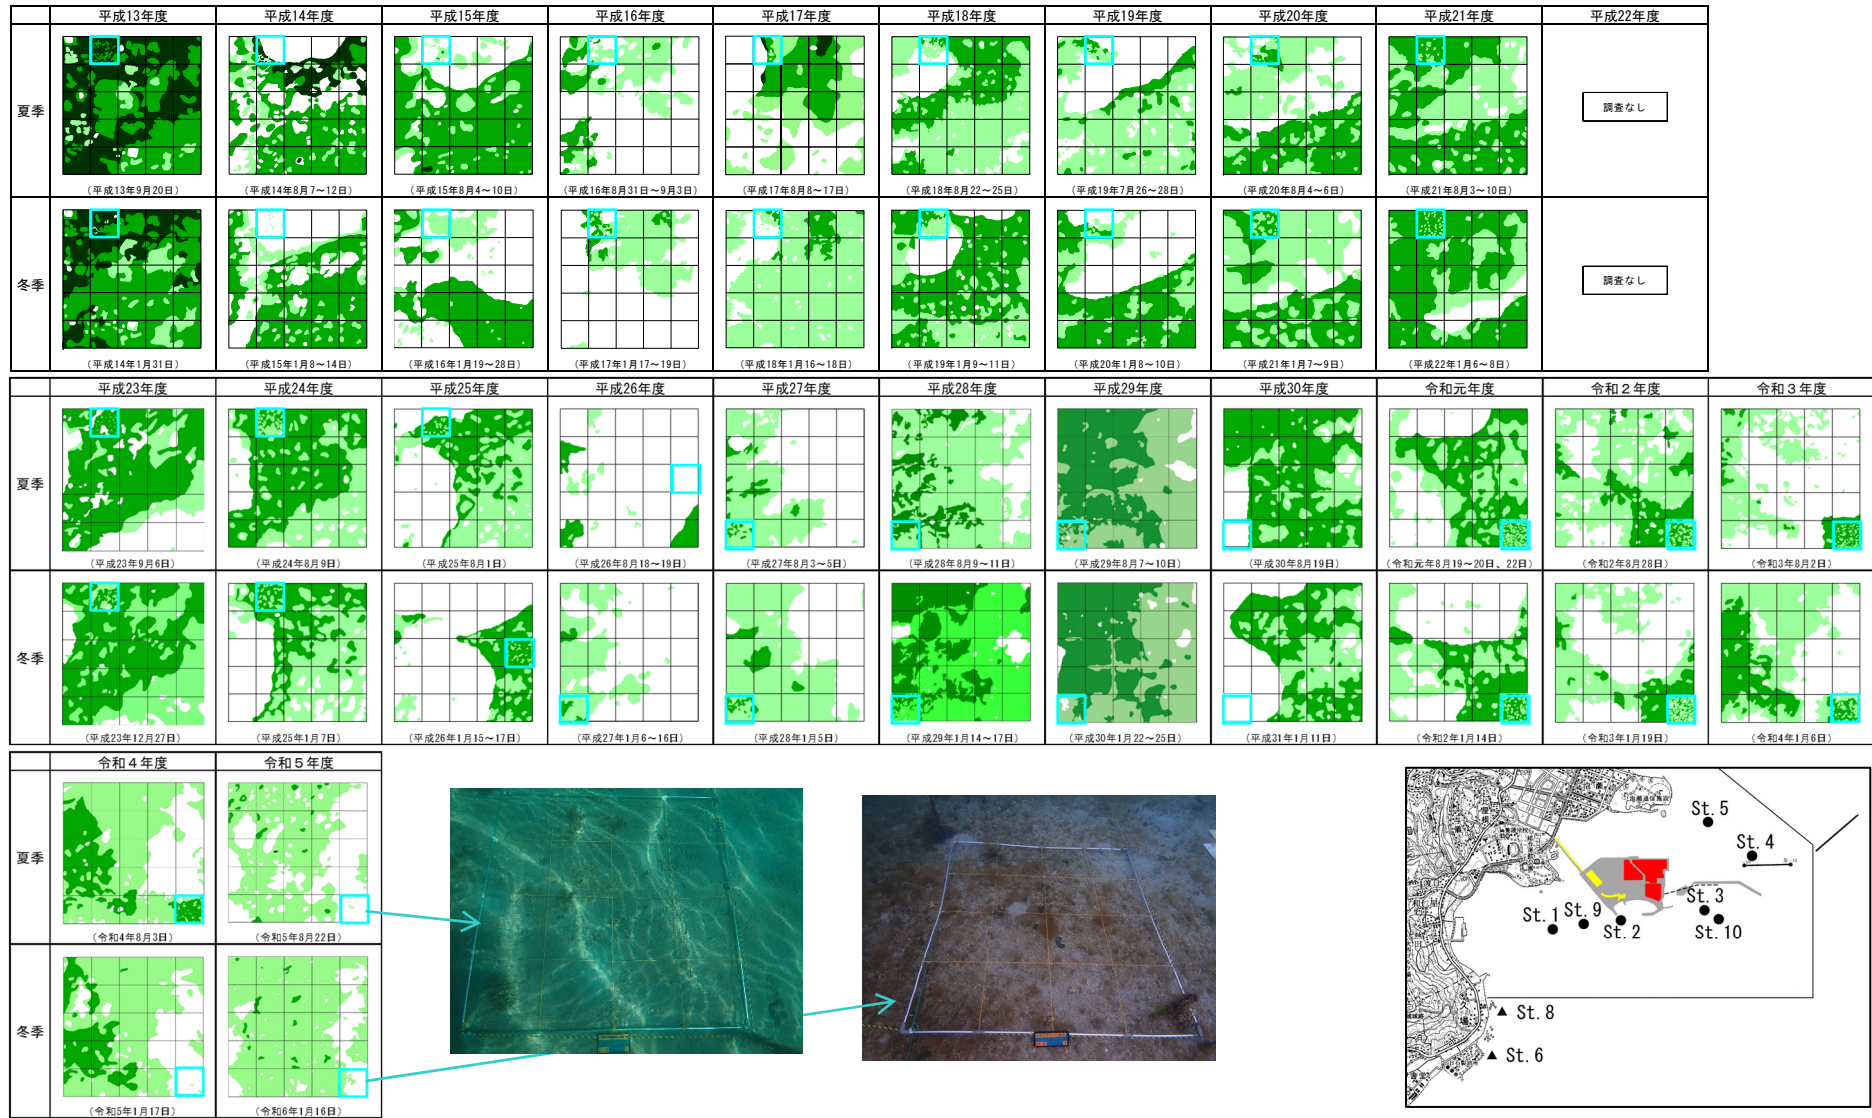 平成13年度 平成14年度 平成15年度 平成16年度 平成17年度 平成18年度 平成19年度 平成20年度 平成21年度 平成22年度
夏季
調査なし
(平成13年9月20日) (平成14年8月7～12日) (平成15年8月4～10日) (平成16年8月31日～9月3日) (平成17年8月8～17日) (平成18年8月22～25日) (平成19年7月26～28日) (平成20年8月4～6日) (平成21年8月3～10日)
冬季
調査なし
(平成14年1月31日) (平成15年1月8～14日) (平成16年1月19～28日) (平成17年1月17～19日) (平成18年1月16～18日) (平成19年1月9～11日) (平成20年1月8～10日) (平成21年1月7～9日) (平成22年1月6～8日)
平成23年度 平成24年度 平成25年度 平成26年度 平成27年度 平成28年度 平成29年度 平成30年度 令和元年度 令和２年度 令和３年度
夏季
(平成23年9月6日) (平成24年8月9日) (平成25年8月1日) (平成26年8月18～19日) (平成27年8月3～5日) (平成28年8月9～11日) (平成29年8月7～10日) (平成30年8月19日) (令和元年8月19～20日、22日) (令和2年8月28日) (令和3年8月2日)
冬季
(平成23年12月27日) (平成25年1月7日) (平成26年1月15～17日) (平成27年1月6～16日) (平成28年1月5日) (平成29年1月14～17日) (平成30年1月22～25日) (平成31年1月11日) (令和2年1月14日) (令和3年1月19日) (令和4年1月6日)
令和４年度 令和５年度
夏季
(令和4年8月3日) (令和5年8月22日)
冬季
(令和5年1月17日) (令和6年1月16日)
St. 5
St. 4
St. 3
St. 1 St. 9
St. 2 St. 10
St. 8
St. 6